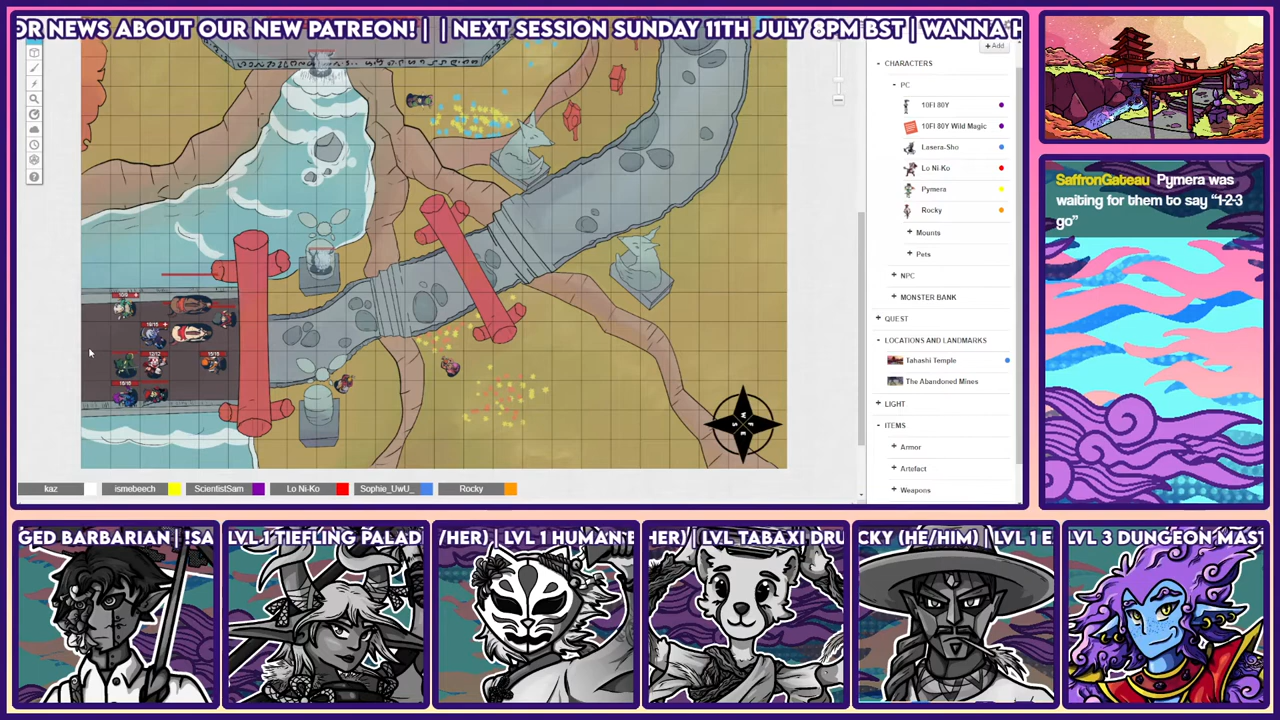 OR NEWS ABOUT OUR NEW PATREON! | | NEXT SESSION SUNDAY 11TH JULY 8PM BST | WANNA H
+ Add
CHARACTERS
PC
10FI 80Y
10FI 80Y Wild Magic
Lasera-Sho
Lo Ni-Ko
Pymera
Rocky
+ Mounts
+ Pets
+ NPC
+ MONSTER BANK
+ QUEST
LOCATIONS AND LANDMARKS
Tahashi Temple
The Abandoned Mines
+ LIGHT
ITEMS
+ Armor
+ Artefact
+ Weapons
SaffronGateau Pymera was
waiting for them to say "1-2-3
go"
kaz
ismebeech
ScientistSam
Lo Ni-Ko
Sophie_UwU_
Rocky
GED BARBARIAN | !SA
LVL 1 TIEFLING PALAD
/HER) | LVL 1 HUMAN
HER) | LVL TABAXI DRU
CKY (HE/HIM) | LVL 1 E
LVL 3 DUNGEON MAST